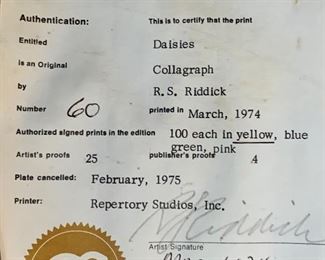 Authentication: This is to certify that the print
Entitled Daisies
is an Original Collagraph
by R.S. Riddick
Number 60 printed in March, 1974
Authorized signed prints in the edition 100 each in yellow, blue
green, pink
Artist's proofs 25 publisher's proofs 4
Plate cancelled: February, 1975
Printer: Repertory Studios, Inc.
RS Riddick
Artist Signature